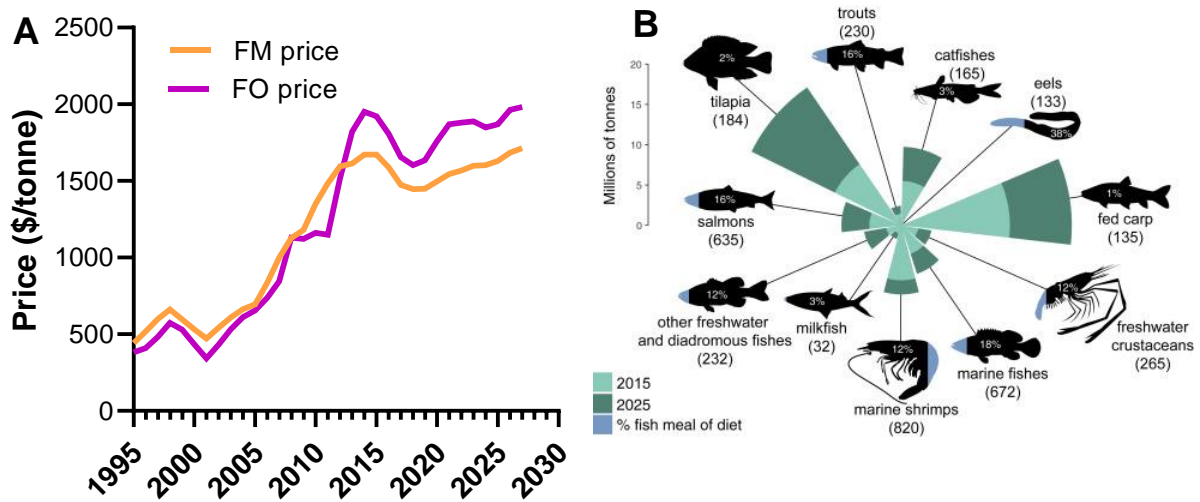 A
2500
2000
1500
1000
500
0
Price ($/tonne)
FM price
FO price
1995
2000
2005
2010
2015
2020
2025
2030
B
20
15
10
5
0
Millions of tonnes
2%
tilapia
(184)
trouts
(230)
16%
catfishes
(165)
3%
eels
(133)
38%
1%
fed carp
(135)
12%
freshwater
crustaceans
(265)
18%
marine fishes
(672)
12%
marine shrimps
(820)
3%
milkfish
(32)
12%
other freshwater
and diadromous fishes
(232)
16%
salmons
(635)
2015
2025
% fish meal of diet